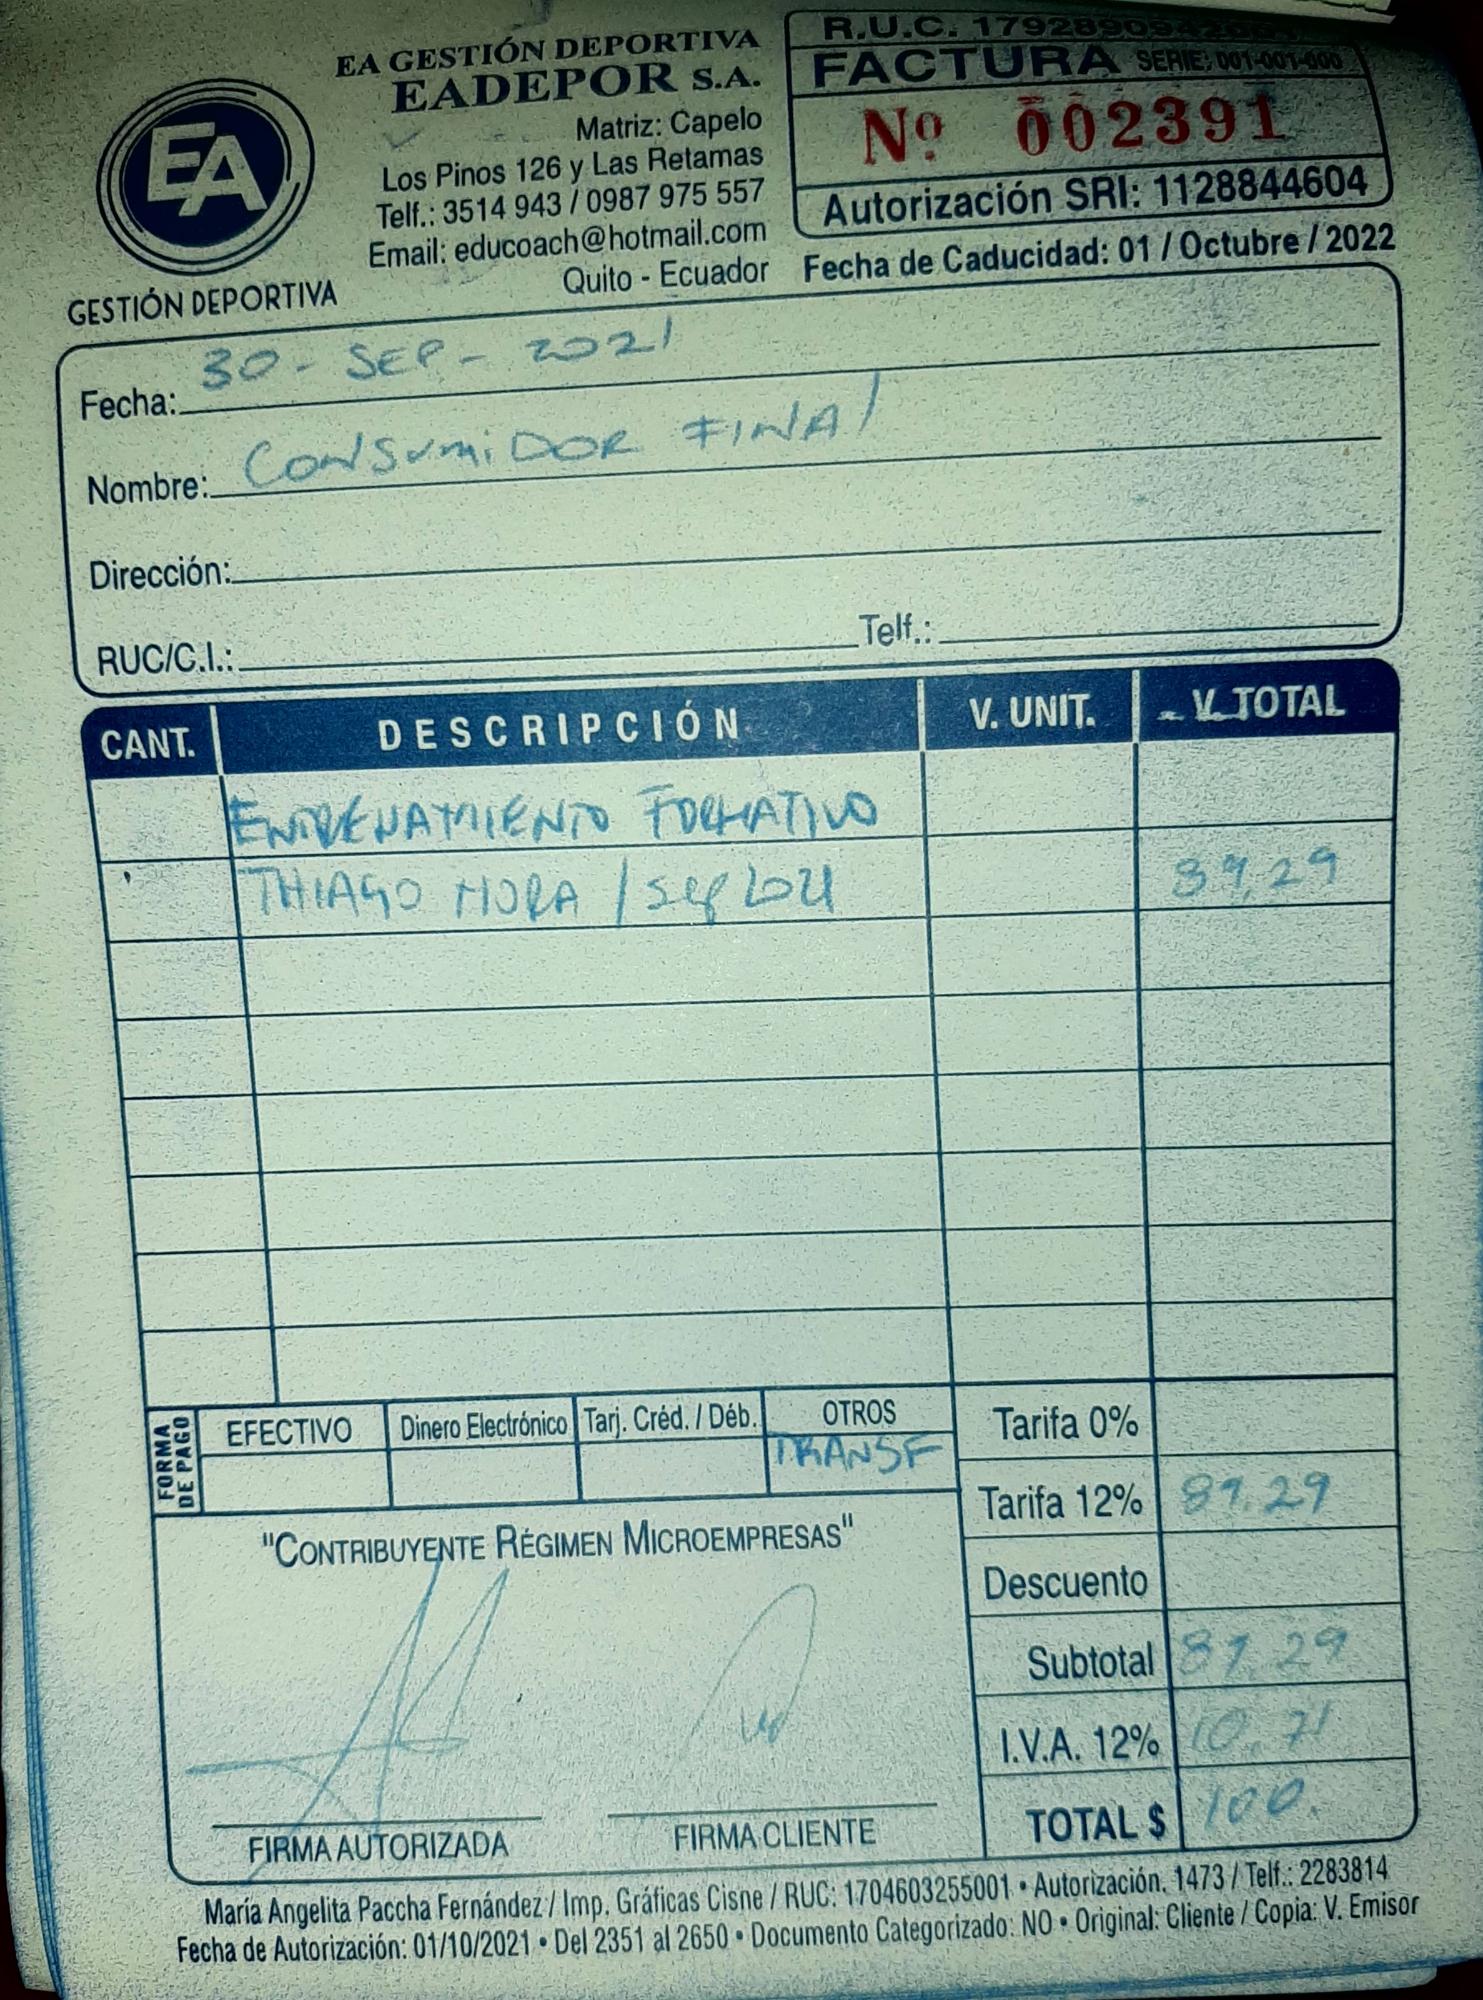 EA GESTIÓN DEPORTIVA
EADEPOR S.A.
Matriz: Capelo
Los Pinos 126 y Las Retamas
Telf.: 3514 943 / 0987 975 557
Email: educoach@hotmail.com
Quito - Ecuador
EA
GESTIÓN DEPORTIVA
R.U.C.
FACTURA SERIE: 001-001-000
Nº 002391
Autorización SRI: 1128844604
Fecha de Caducidad: 01 / Octubre / 2022
Fecha: 30 - SEP - 2021
Nombre: CONSUMIDOR FINAL
Dirección:
RUC/C.I.: Telf.:
CANT. DESCRIPCIÓN V. UNIT. V. TOTAL
ENTRENAMIENTO FORMATIVO
THIAGO MORA / Sep 89,29
FORMA DE PAGO EFECTIVO Dinero Electrónico Tarj. Créd. / Déb. OTROS
TRANSF
Tarifa 0%
Tarifa 12% 89.29
Descuento
Subtotal 89.29
I.V.A. 12% 10.71
TOTAL $ 100.
"CONTRIBUYENTE RÉGIMEN MICROEMPRESAS"
FIRMA AUTORIZADA FIRMA CLIENTE
María Angelita Paccha Fernández / Imp. Gráficas Cisne / RUC: 1704603255001 • Autorización. 1473 / Telf.: 2283814
Fecha de Autorización: 01/10/2021 • Del 2351 al 2650 • Documento Categorizado: NO • Original: Cliente / Copia: V. Emisor